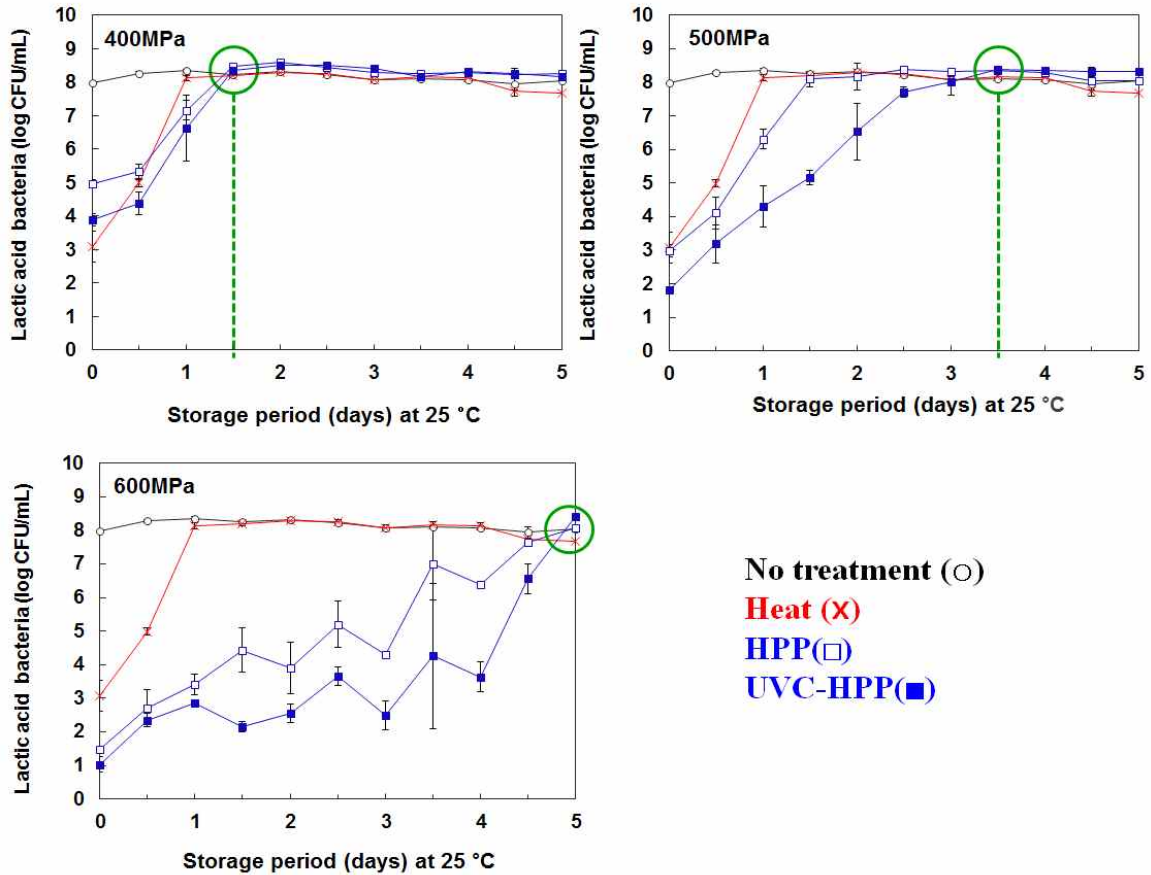 400MPa
Lactic acid bacteria (log CFU/mL)
10
9
8
7
6
5
4
3
2
1
0
0 1 2 3 4 5
Storage period (days) at 25 °C
500MPa
Lactic acid bacteria (log CFU/mL)
10
9
8
7
6
5
4
3
2
1
0
0 1 2 3 4 5
Storage period (days) at 25 °C
600MPa
Lactic acid bacteria (log CFU/mL)
10
9
8
7
6
5
4
3
2
1
0
0 1 2 3 4 5
Storage period (days) at 25 °C
No treatment (○)
Heat (X)
HPP(□)
UVC-HPP(■)